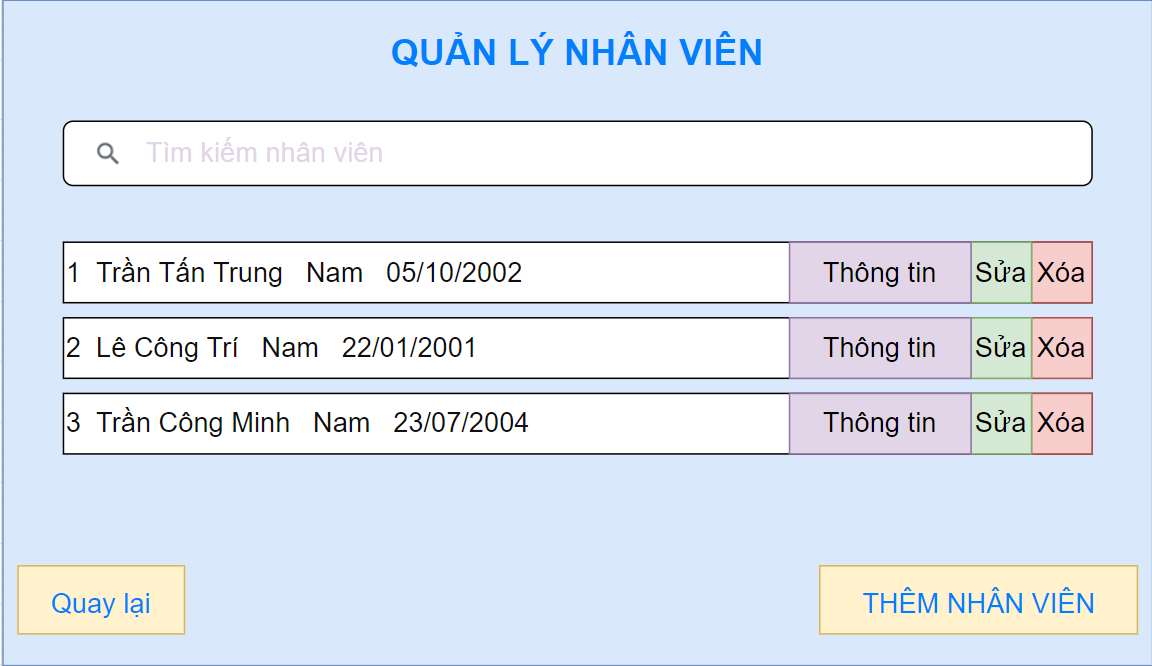 QUẢN LÝ NHÂN VIÊN
Tìm kiếm nhân viên
1 Trần Tấn Trung Nam 05/10/2002 Thông tin Sửa Xóa
2 Lê Công Trí Nam 22/01/2001 Thông tin Sửa Xóa
3 Trần Công Minh Nam 23/07/2004 Thông tin Sửa Xóa
Quay lại THÊM NHÂN VIÊN